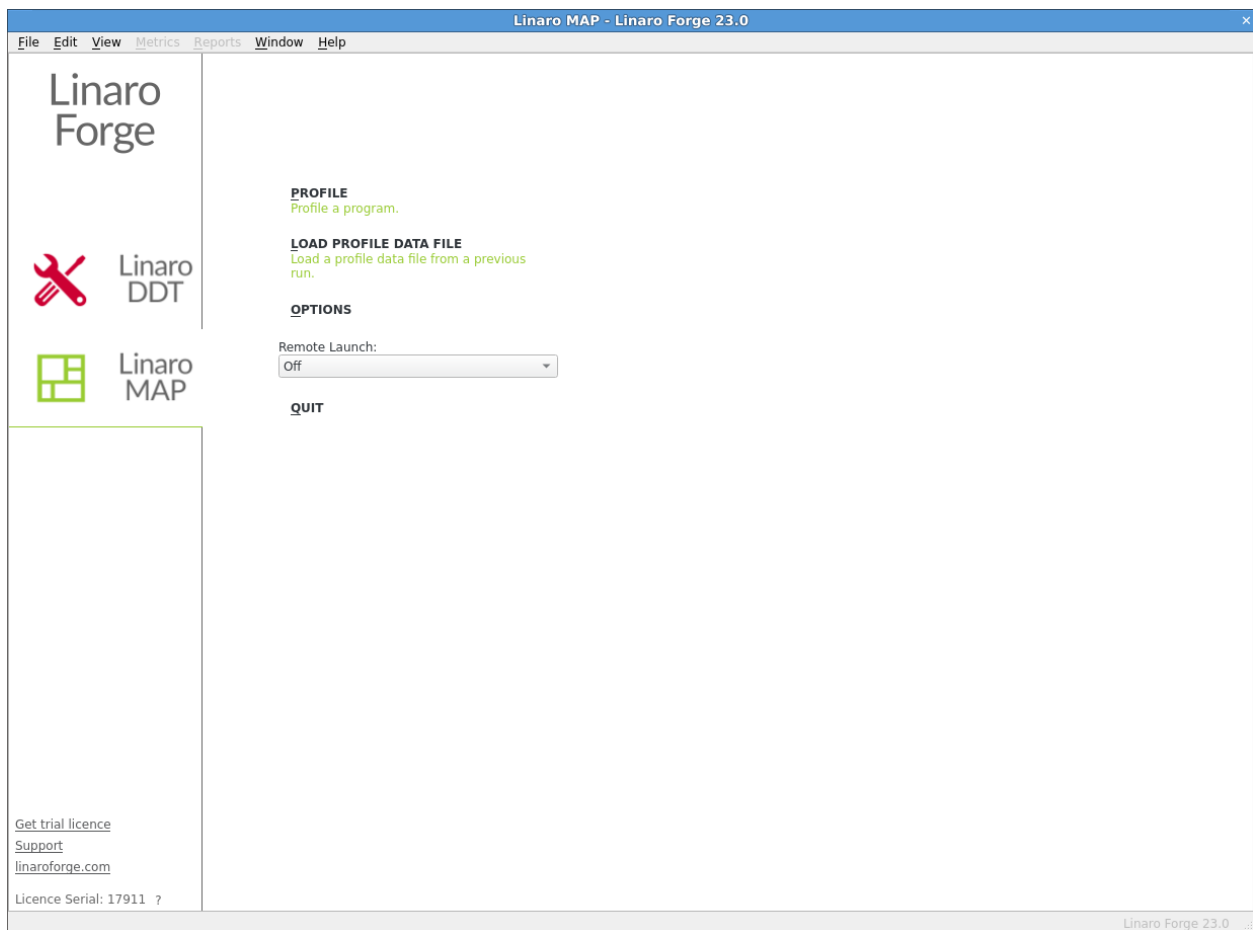 Linaro MAP - Linaro Forge 23.0
File Edit View Metrics Reports Window Help
Linaro
Forge
PROFILE
Profile a program.
LOAD PROFILE DATA FILE
Load a profile data file from a previous
run.
Linaro
DDT
OPTIONS
Remote Launch:
Off
Linaro
MAP
QUIT
Get trial licence
Support
linaroforge.com
Licence Serial: 17911 ?
Linaro Forge 23.0